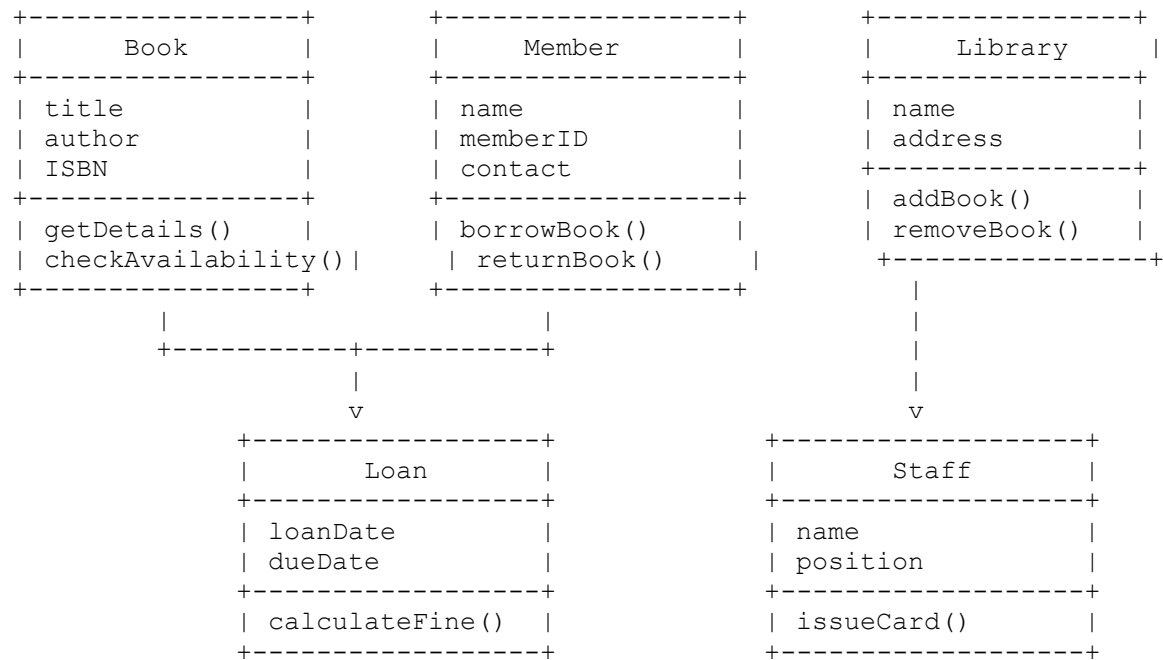 Book
title
author
ISBN
getDetails()
checkAvailability()
Member
name
memberID
contact
borrowBook()
returnBook()
Library
name
address
addBook()
removeBook()
v
v
Loan
loanDate
dueDate
calculateFine()
Staff
name
position
issueCard()